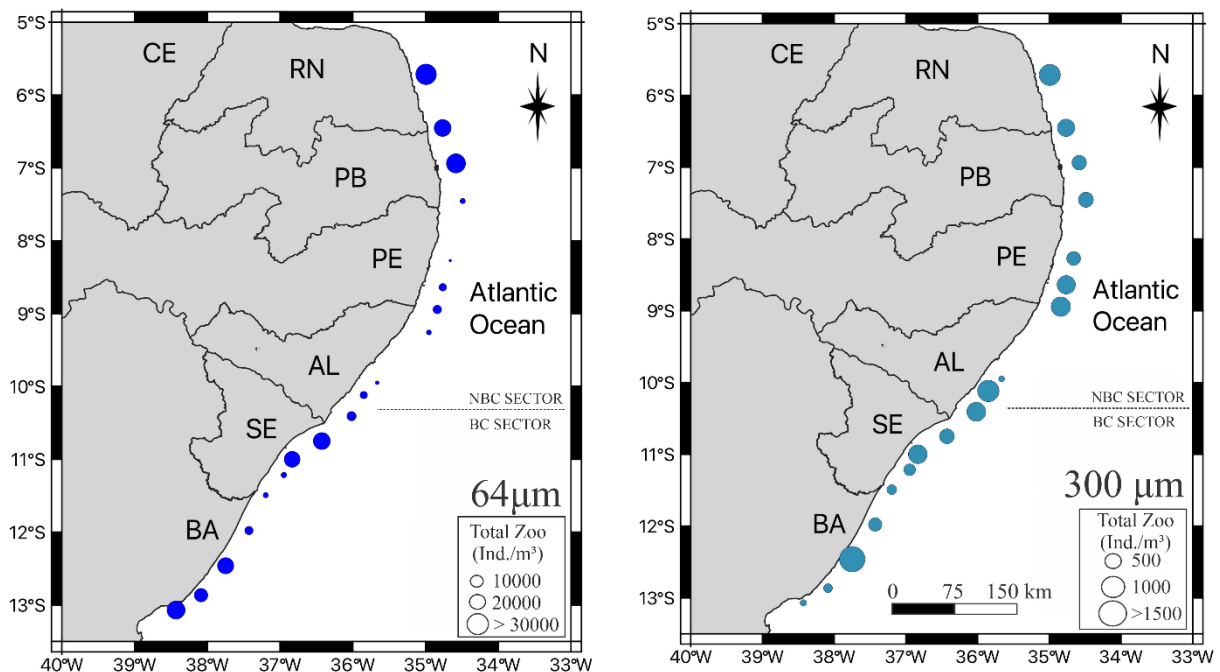 5°S
6°S
7°S
8°S
9°S
10°S
11°S
12°S
13°S
CE
RN
PB
PE
AL
SE
BA
N
Atlantic
Ocean
NBC SECTOR
BC SECTOR
64μm
Total Zoo
(Ind./m³)
10000
20000
> 30000
40°W
39°W
38°W
37°W
36°W
35°W
34°W
33°W
5°S
6°S
7°S
8°S
9°S
10°S
11°S
12°S
13°S
CE
RN
PB
PE
AL
SE
BA
N
Atlantic
Ocean
NBC SECTOR
BC SECTOR
300 μm
Total Zoo
(Ind./m³)
500
1000
>1500
0 75 150 km
40°W
39°W
38°W
37°W
36°W
35°W
34°W
33°W